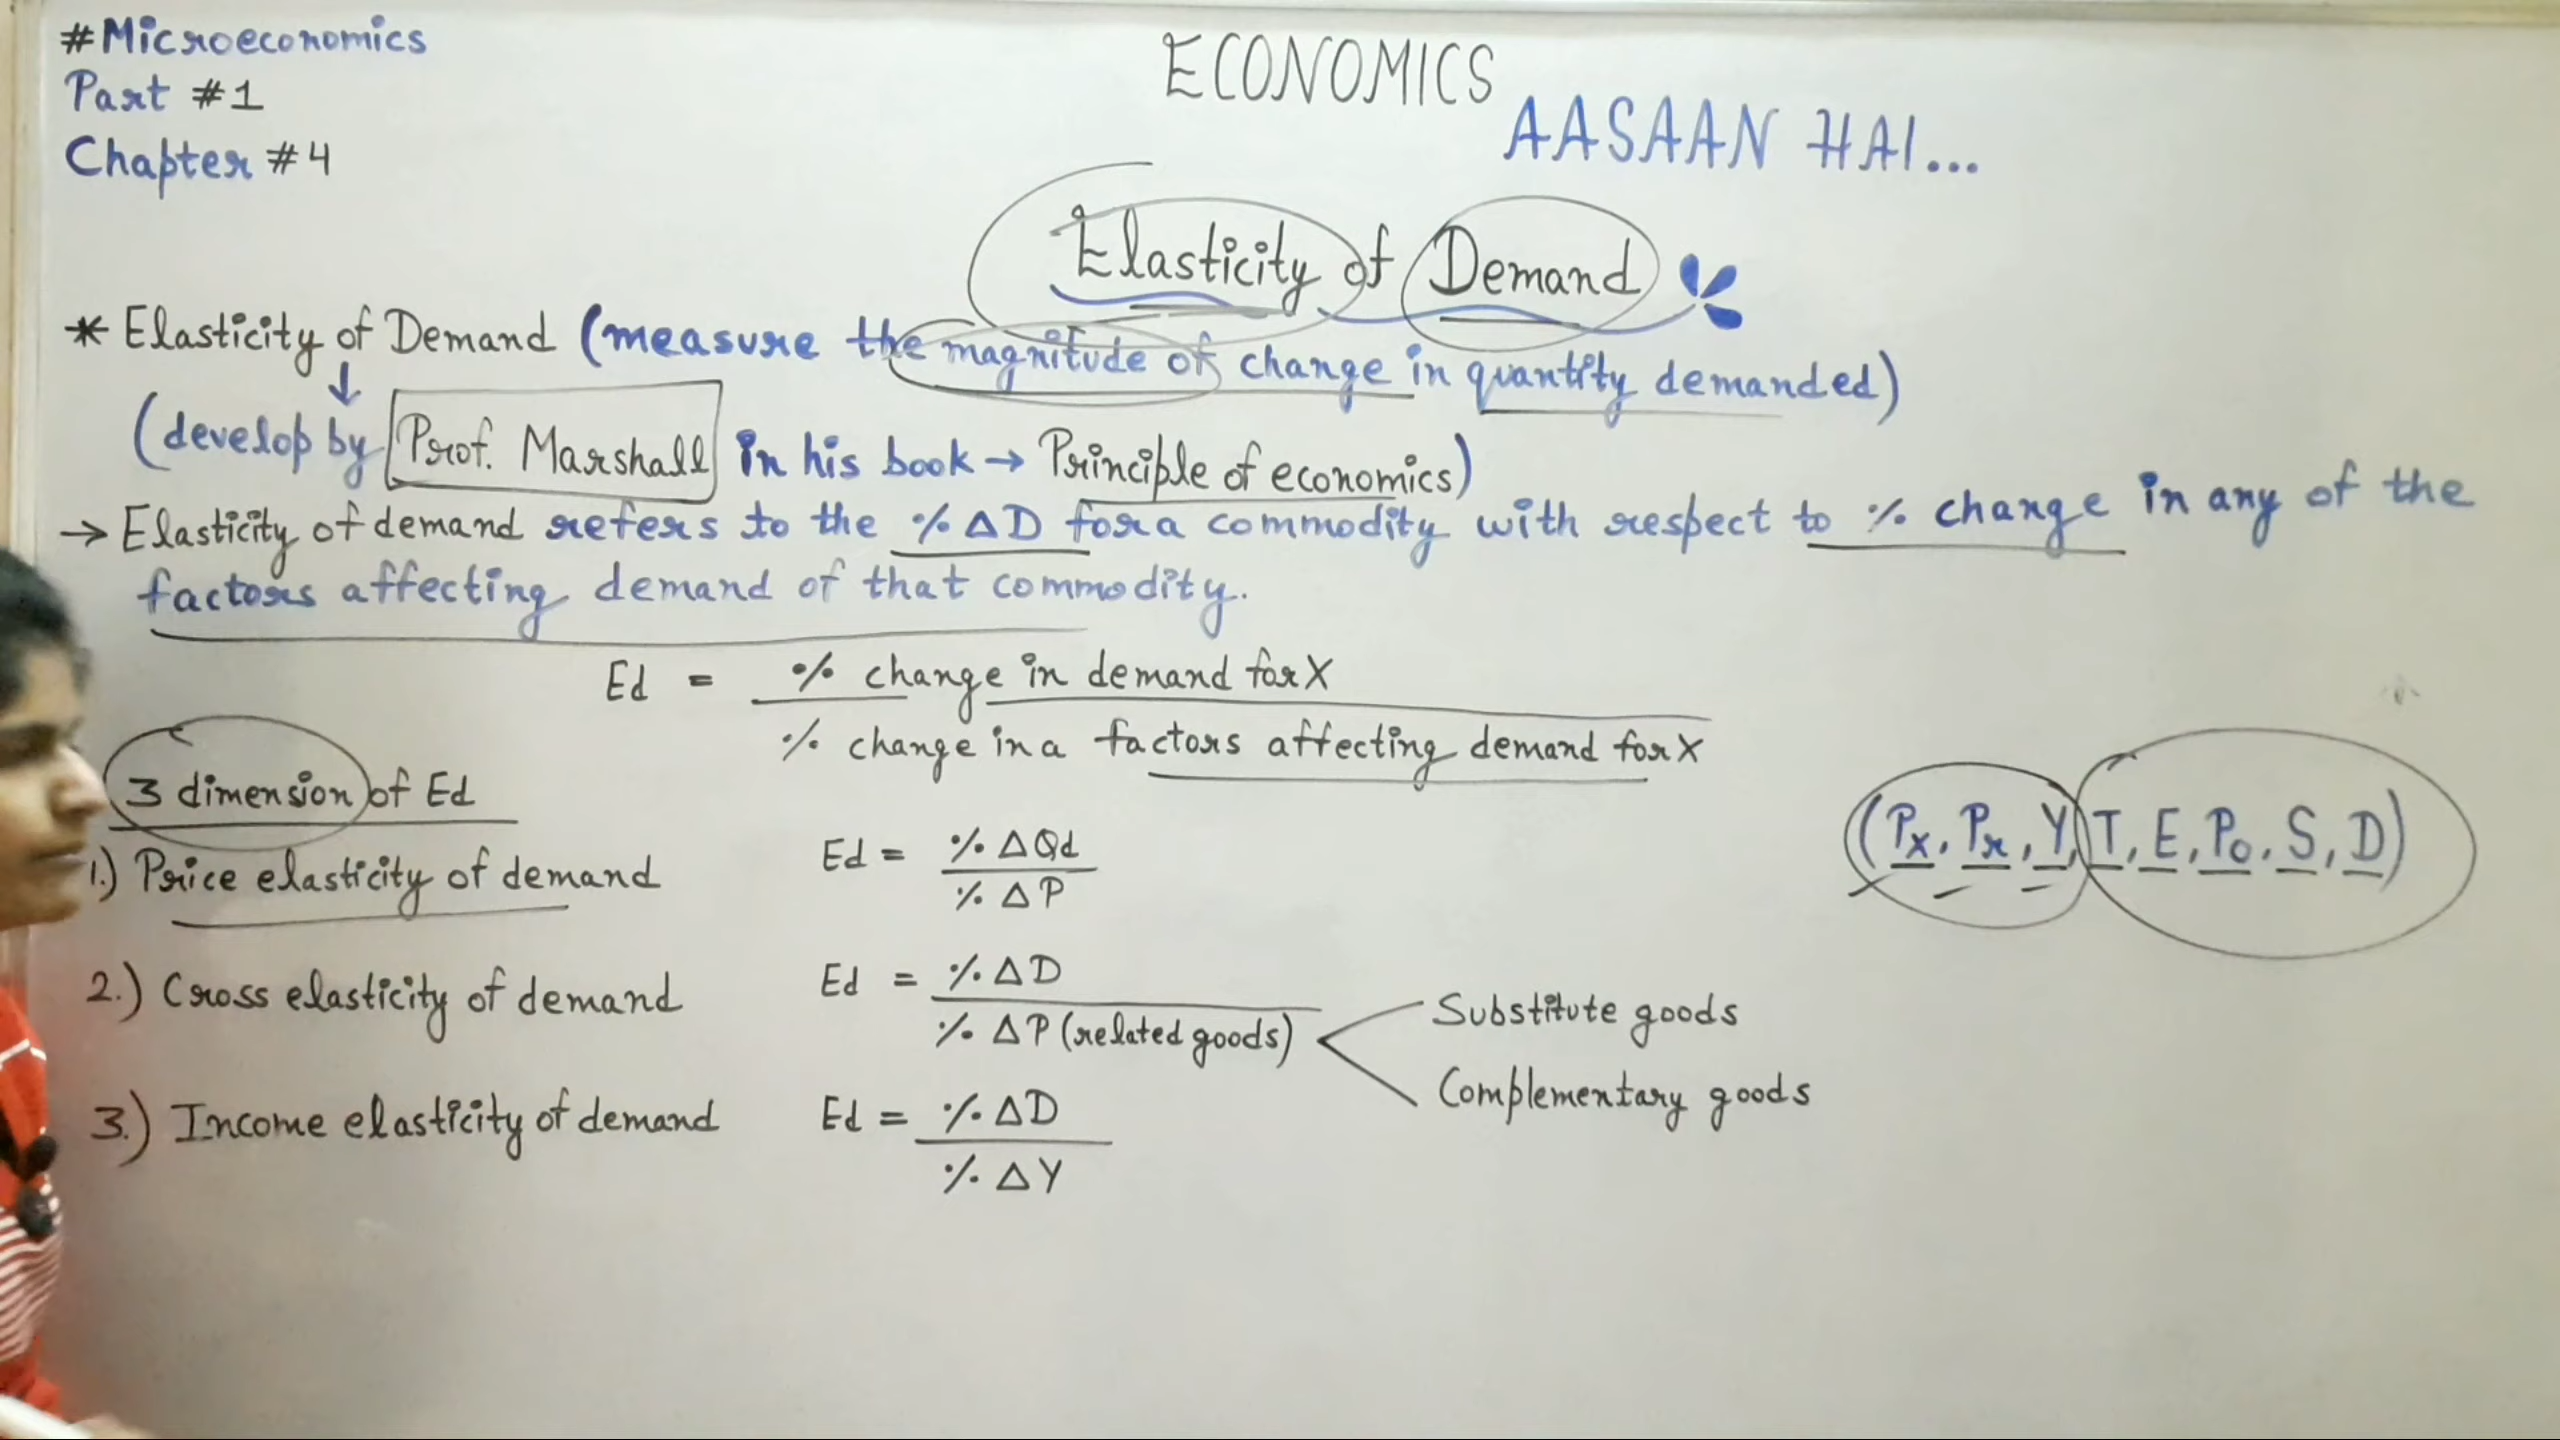 #Microeconomics
Part #1
Chapter #4
ECONOMICS
AASAAN HAI...
Elasticity of Demand
* Elasticity of Demand (measure the magnitude of change in quantity demanded)
↓
(develop by Prof. Marshall in his book → Principle of economics)
→ Elasticity of demand refers to the % ΔD for a commodity with respect to % change in any of the
factors affecting demand of that commodity.
Ed = % change in demand for X
% change in a factors affecting demand for X
3 dimension of Ed
(Px, Pr, Y, T, E, Po, S, D)
1.) Price elasticity of demand Ed = % ΔQd
% ΔP
2.) Cross elasticity of demand Ed = % ΔD
% ΔP (related goods)
Substitute goods
Complementary goods
3.) Income elasticity of demand Ed = % ΔD
% ΔY